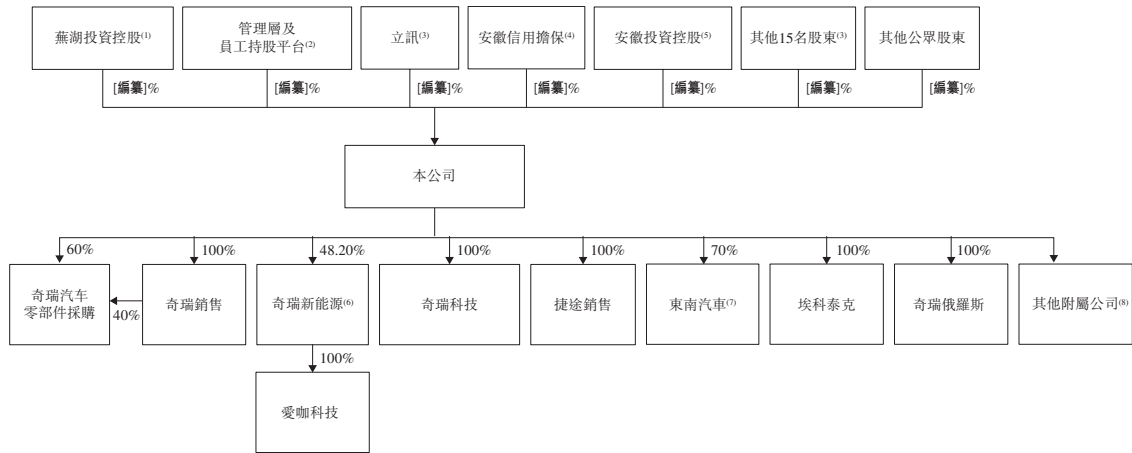 蕪湖投資控股(1)
管理層及
員工持股平台(2)
立訊(3)
安徽信用擔保(4)
安徽投資控股(5)
其他15名股東(3)
其他公眾股東
[編纂]%
[編纂]%
[編纂]%
[編纂]%
[編纂]%
[編纂]%
[編纂]%
本公司
60%
100%
48.20%
100%
100%
70%
100%
100%
奇瑞汽车
零部件採購
40%
奇瑞銷售
奇瑞新能源(6)
奇瑞科技
捷途銷售
東南汽車(7)
埃科泰克
奇瑞俄羅斯
其他附屬公司(8)
100%
愛咖科技